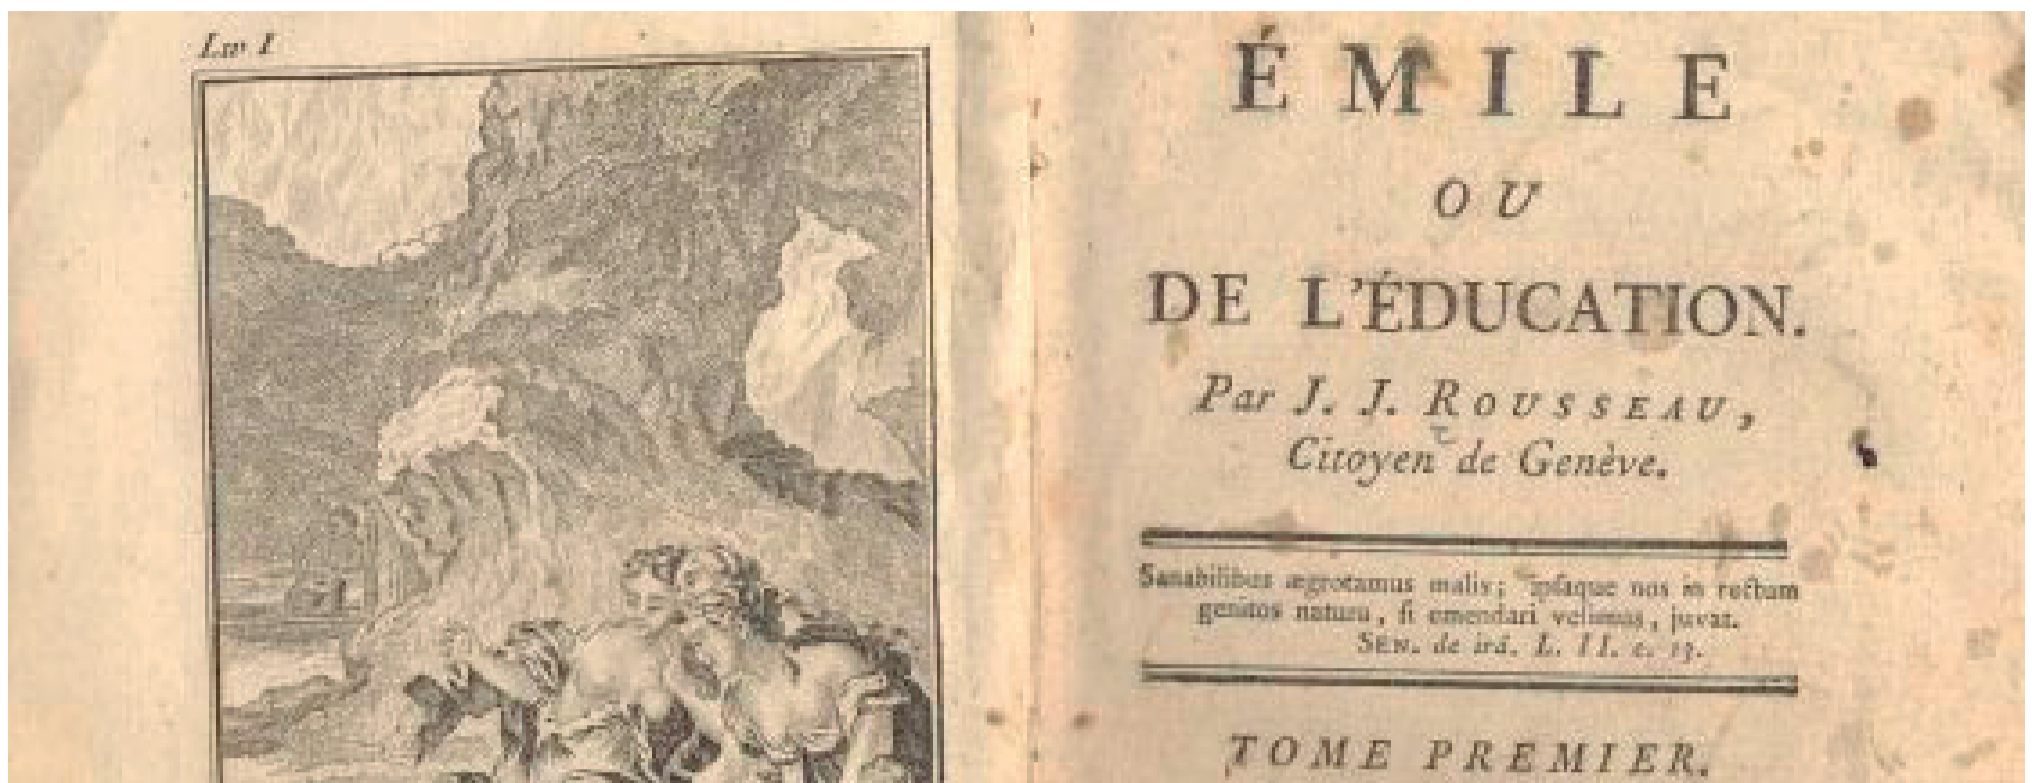 Liv I
ÉMILE
OU
DE L'ÉDUCATION.
Par J. J. ROUSSEAU,
Citoyen de Genève.
Sanabilibus ægrotamus malis; ipſaque nos in rectum
genitos natura, ſi emendari velimus, juvat.
SEN. de irâ. L. II. c. 13.
TOME PREMIER.